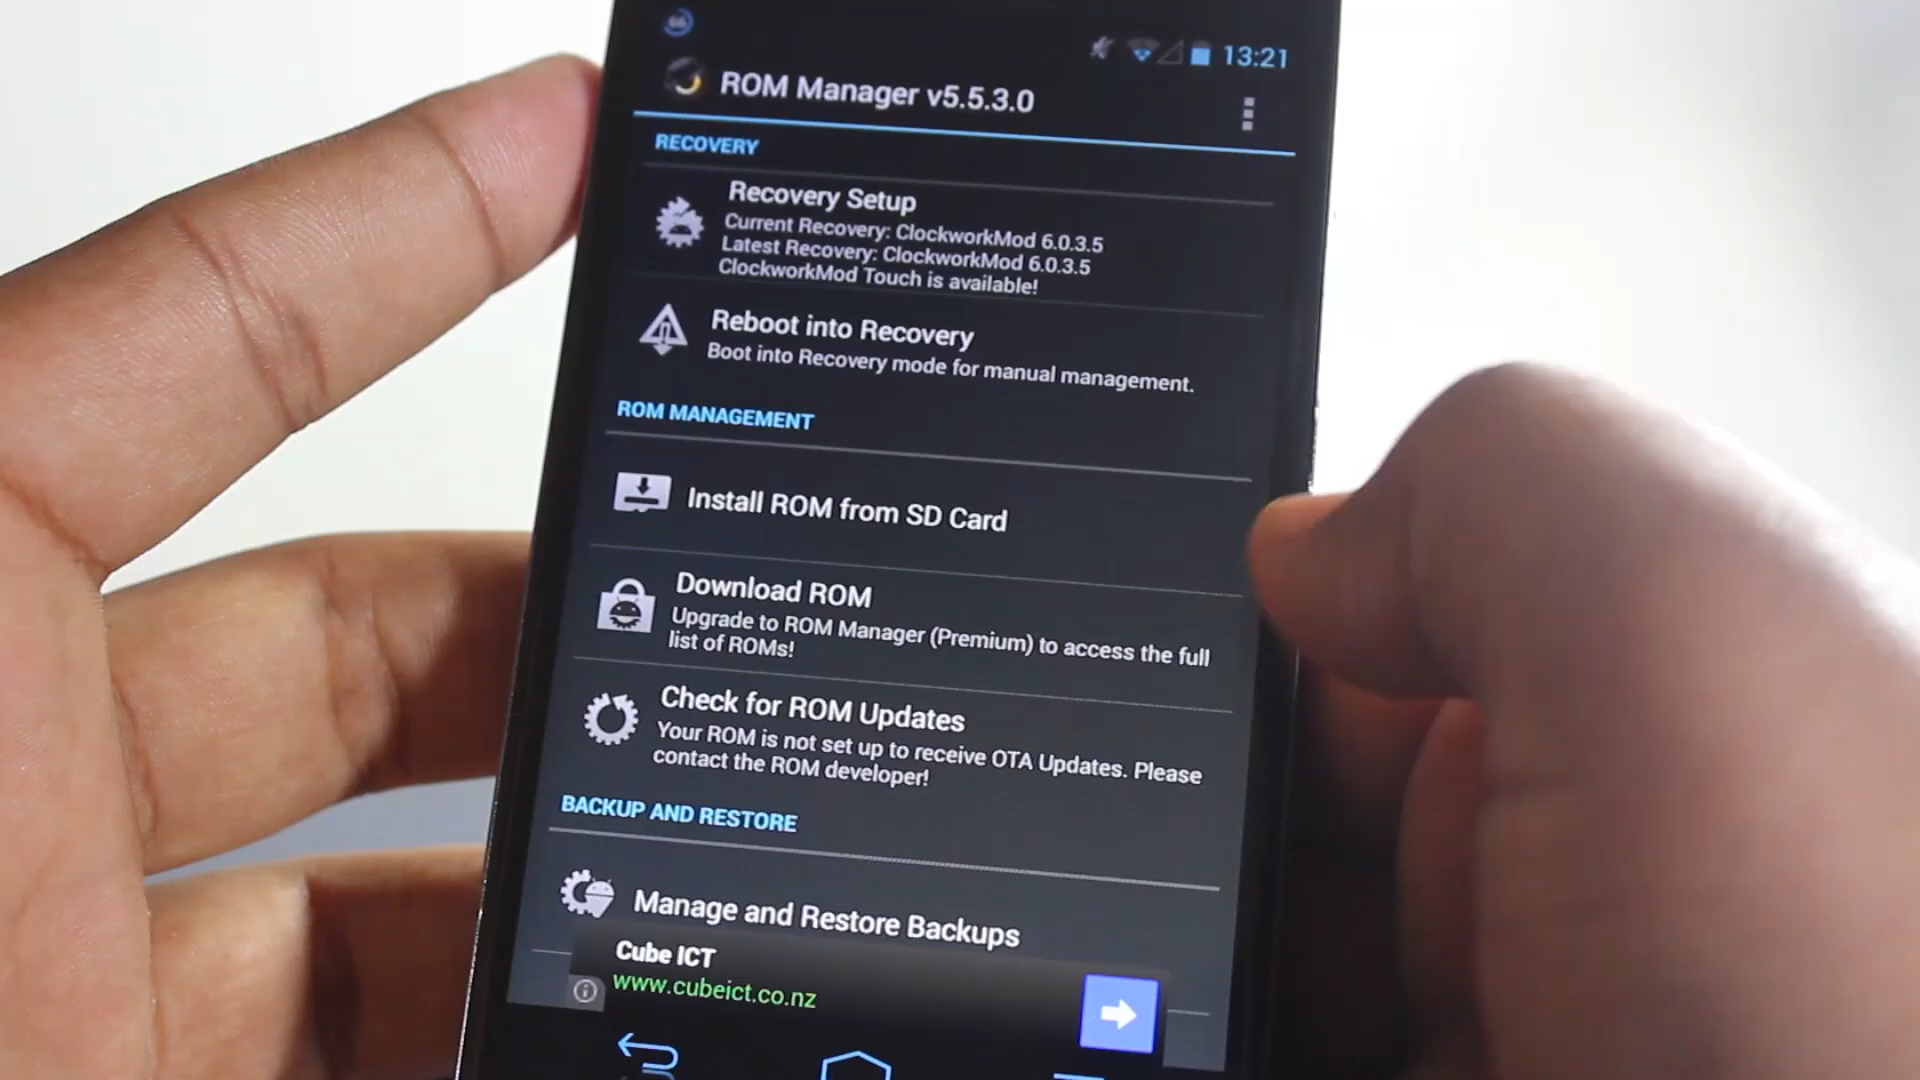 66
13:21
ROM Manager v5.5.3.0
RECOVERY
Recovery Setup
Current Recovery: ClockworkMod 6.0.3.5
Latest Recovery: ClockworkMod 6.0.3.5
ClockworkMod Touch is available!
Reboot into Recovery
Boot into Recovery mode for manual management.
ROM MANAGEMENT
Install ROM from SD Card
Download ROM
Upgrade to ROM Manager (Premium) to access the full
list of ROMs!
Check for ROM Updates
Your ROM is not set up to receive OTA Updates. Please
contact the ROM developer!
BACKUP AND RESTORE
Manage and Restore Backups
Cube ICT
www.cubeict.co.nz